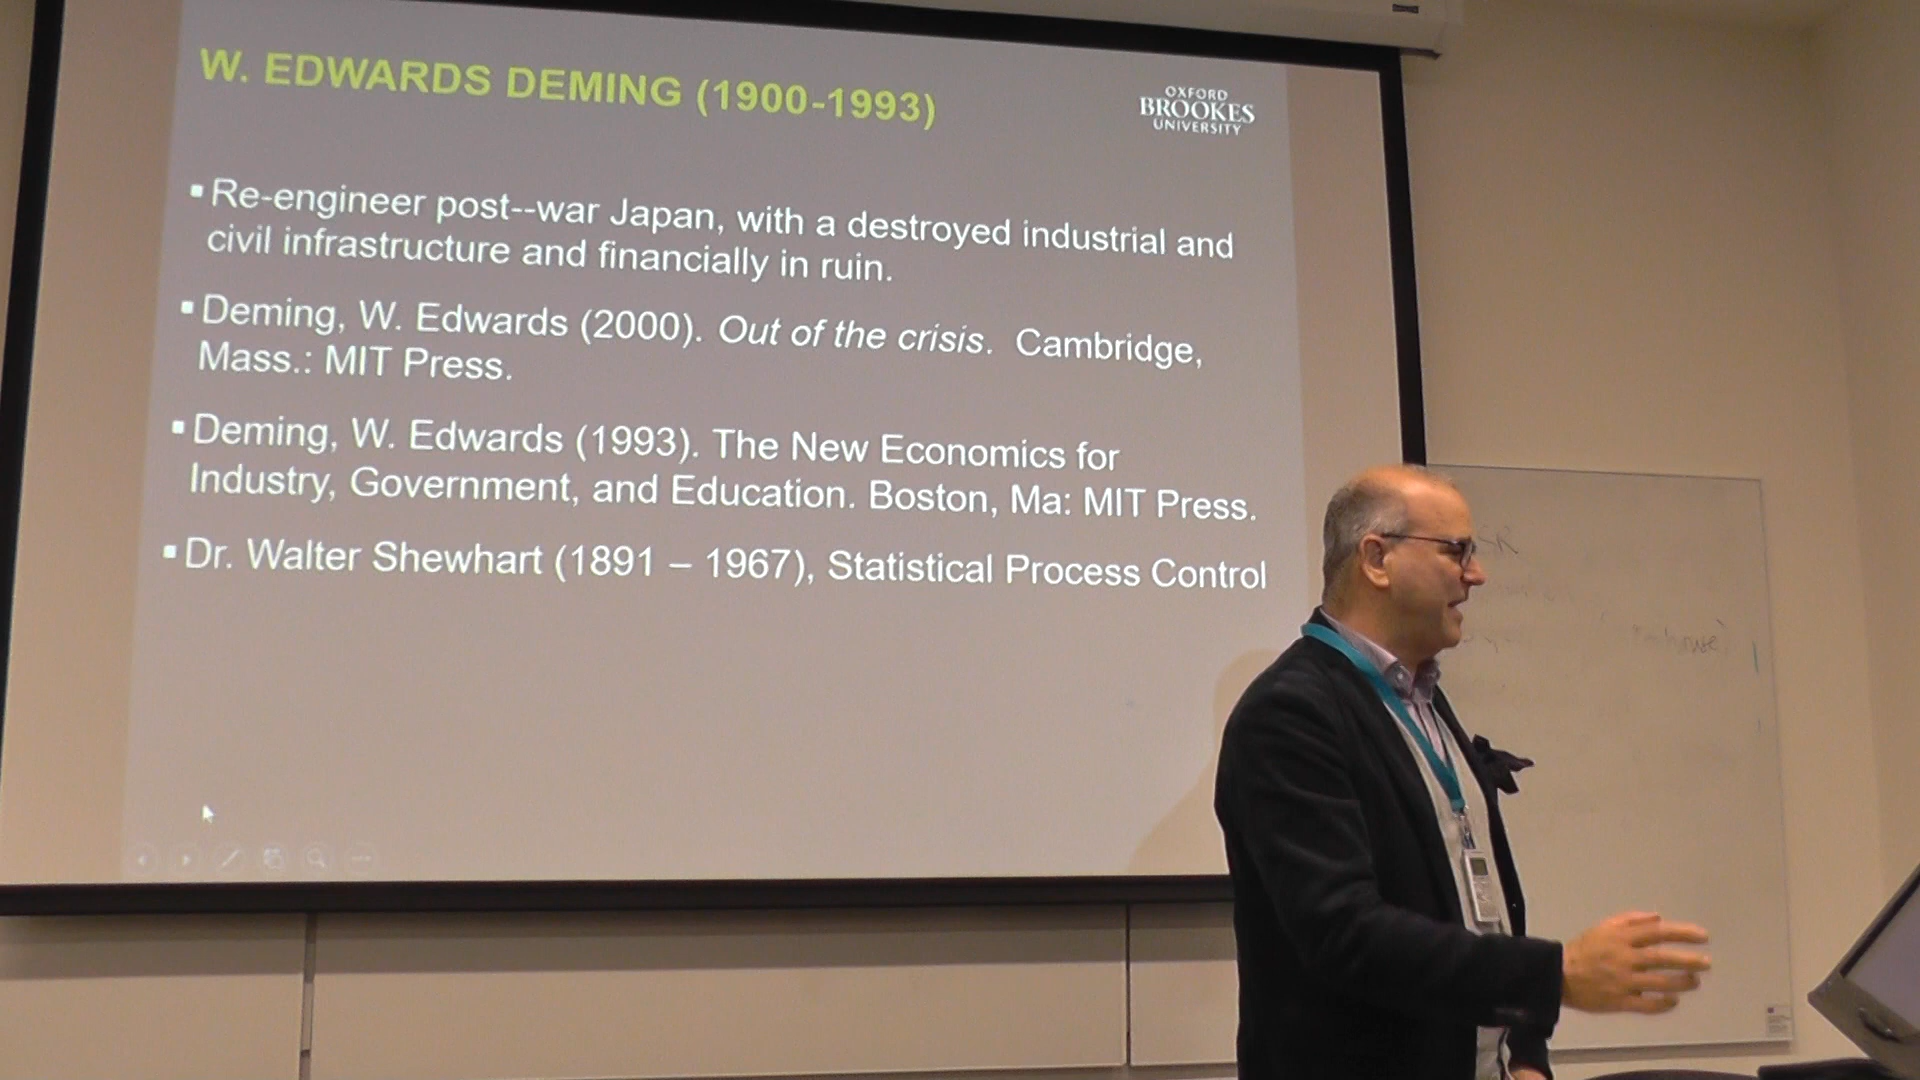 W. EDWARDS DEMING (1900-1993)
OXFORD
BROOKES
UNIVERSITY
▪ Re-engineer post--war Japan, with a destroyed industrial and
civil infrastructure and financially in ruin.
▪ Deming, W. Edwards (2000). Out of the crisis. Cambridge,
Mass.: MIT Press.
▪ Deming, W. Edwards (1993). The New Economics for
Industry, Government, and Education. Boston, Ma: MIT Press.
▪ Dr. Walter Shewhart (1891 – 1967), Statistical Process Control